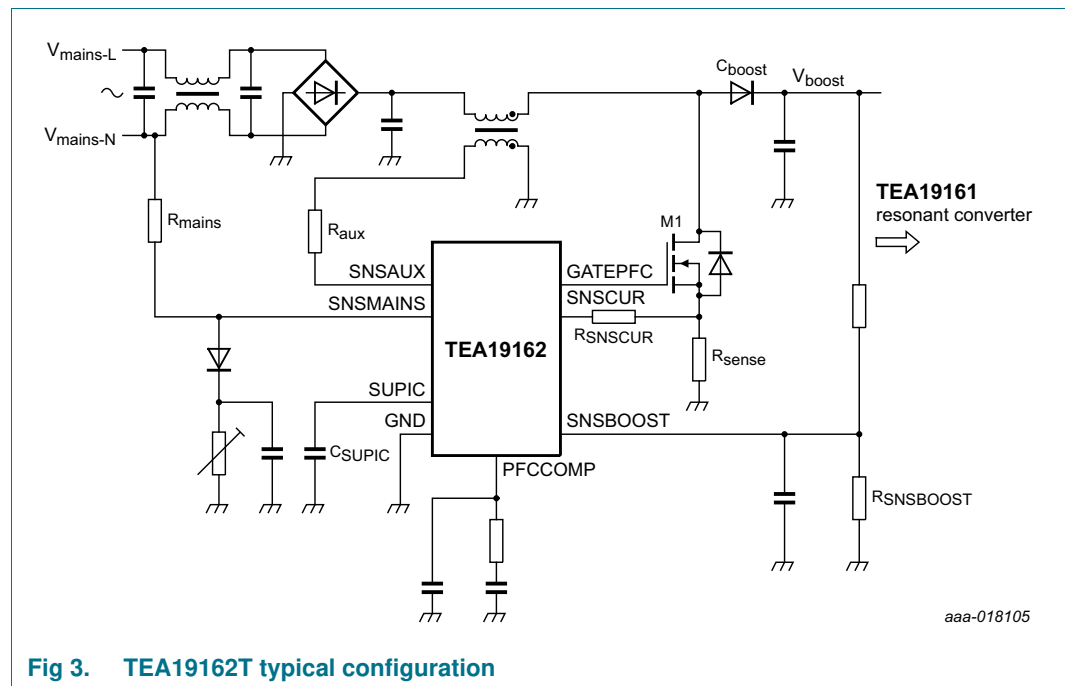 Vmains-L
Cboost
Vboost
Vmains-N
TEA19161
resonant converter
Rmains
Raux
M1
SNSAUX
GATEPFC
SNSMAINS
SNSCUR
RSNSCUR
TEA19162
Rsense
SUPIC
GND
SNSBOOST
CSUPIC
PFCCOMP
RSNSBOOST
aaa-018105
Fig 3. TEA19162T typical configuration